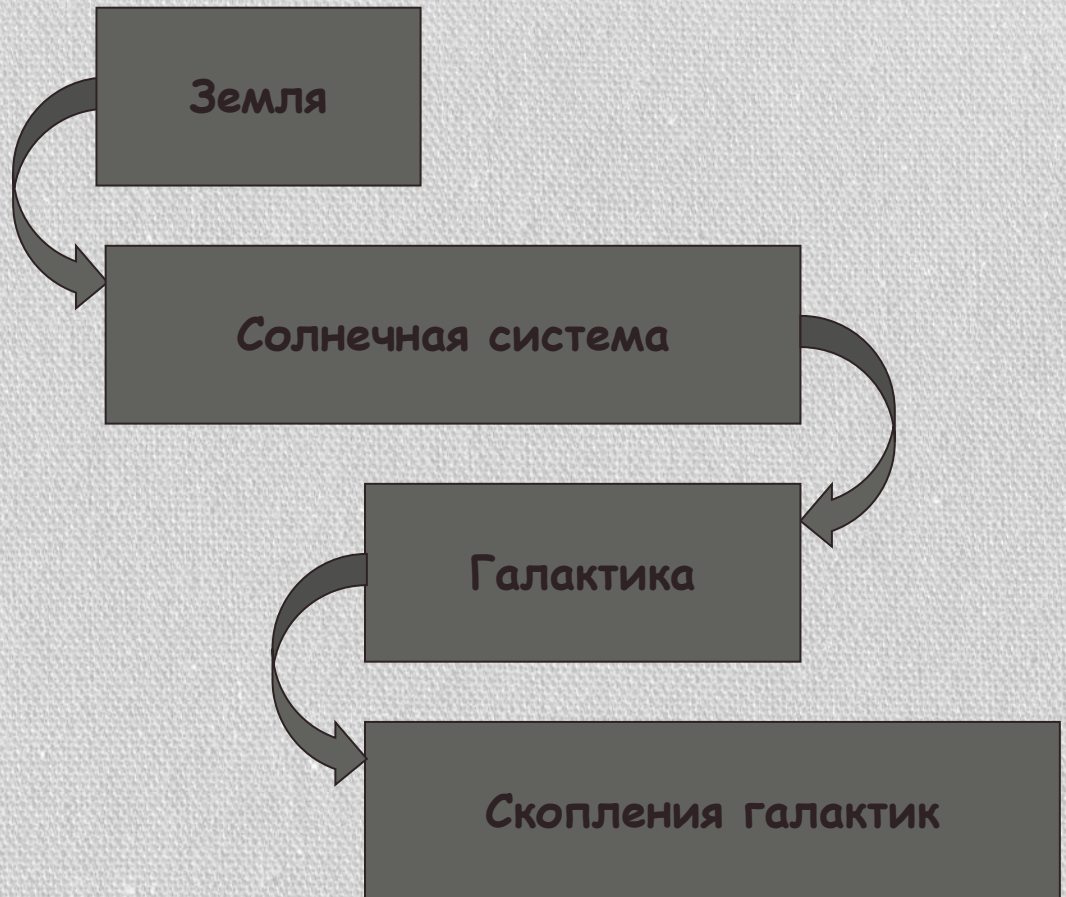 Земля
Солнечная система
Галактика
Скопления галактик